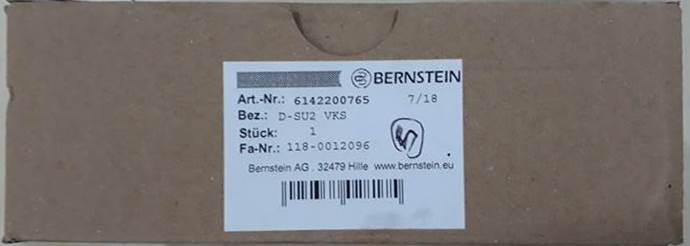 BERNSTEIN
Art.-Nr.: 6142200765 7/18
Bez.: D-SU2 VKS
Stück: 1
Fa-Nr.: 118-0012096
Bernstein AG . 32479 Hille www.bernstein.eu